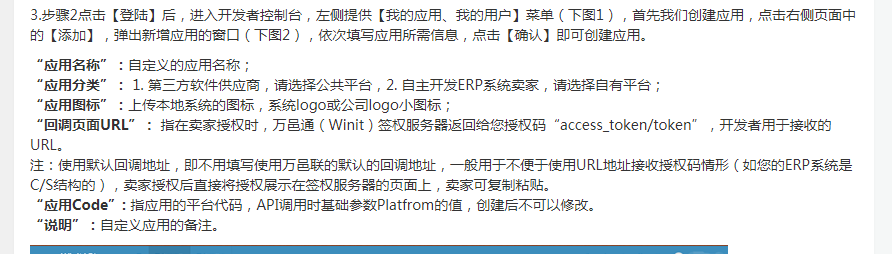 3.步骤2点击【登陆】后，进入开发者控制台，左侧提供【我的应用、我的用户】菜单（下图1），首先我们创建应用，点击右侧页面中
的【添加】，弹出新增应用的窗口（下图2），依次填写应用所需信息，点击【确认】即可创建应用。
“应用名称”：自定义的应用名称；
“应用分类”： 1. 第三方软件供应商，请选择公共平台，2. 自主开发ERP系统卖家，请选择自有平台；
“应用图标”：上传本地系统的图标，系统logo或公司logo小图标；
“回调页面URL”： 指在卖家授权时，万邑通（Winit）签权服务器返回给您授权码“access_token/token”，开发者用于接收的
URL。
注：使用默认回调地址，即不用填写使用万邑联的默认的回调地址，一般用于不便于使用URL地址接收授权码情形（如您的ERP系统是
C/S结构的），卖家授权后直接将授权展示在签权服务器的页面上，卖家可复制粘贴。
“应用Code”：指应用的平台代码，API调用时基础参数Platfrom的值，创建后不可以修改。
“说明”：自定义应用的备注。